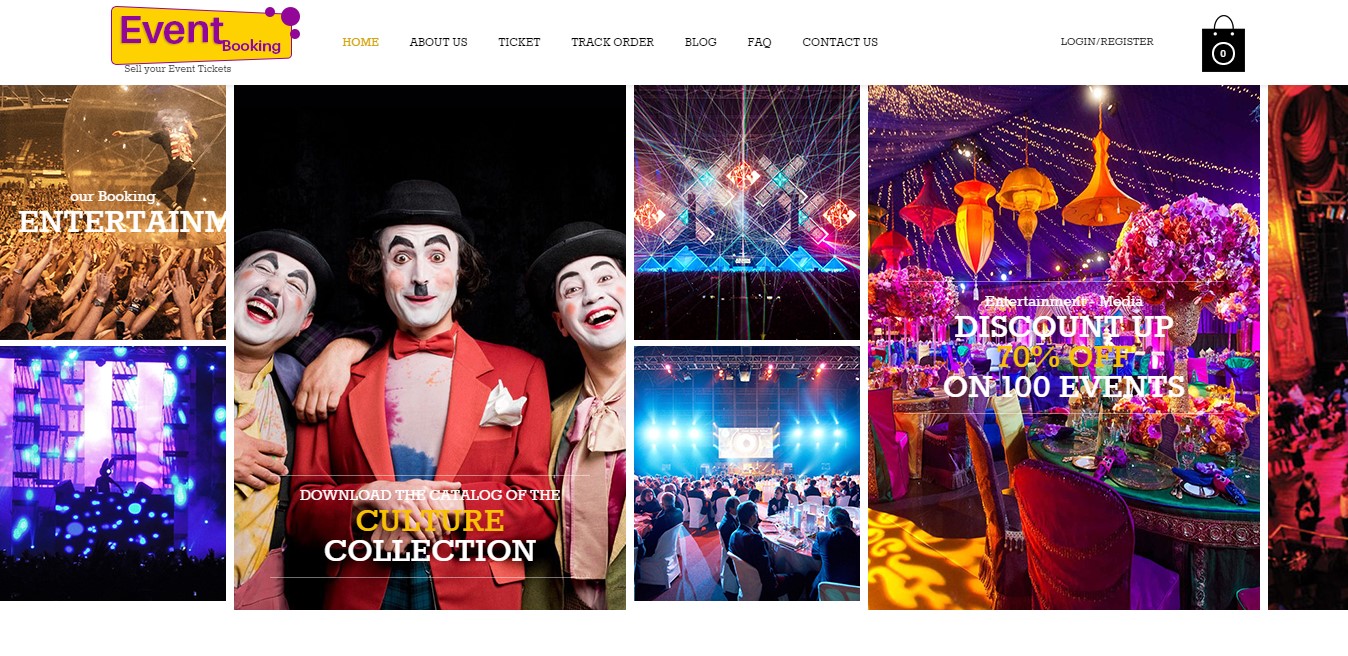 Event
Booking
Sell your Event Tickets
HOME
ABOUT US
TICKET
TRACK ORDER
BLOG
FAQ
CONTACT US
LOGIN/REGISTER
0
our Booking
ENTERTAINM
DOWNLOAD THE CATALOG OF THE
CULTURE
COLLECTION
Entertainment - Media
DISCOUNT UP
70% OFF
ON 100 EVENTS